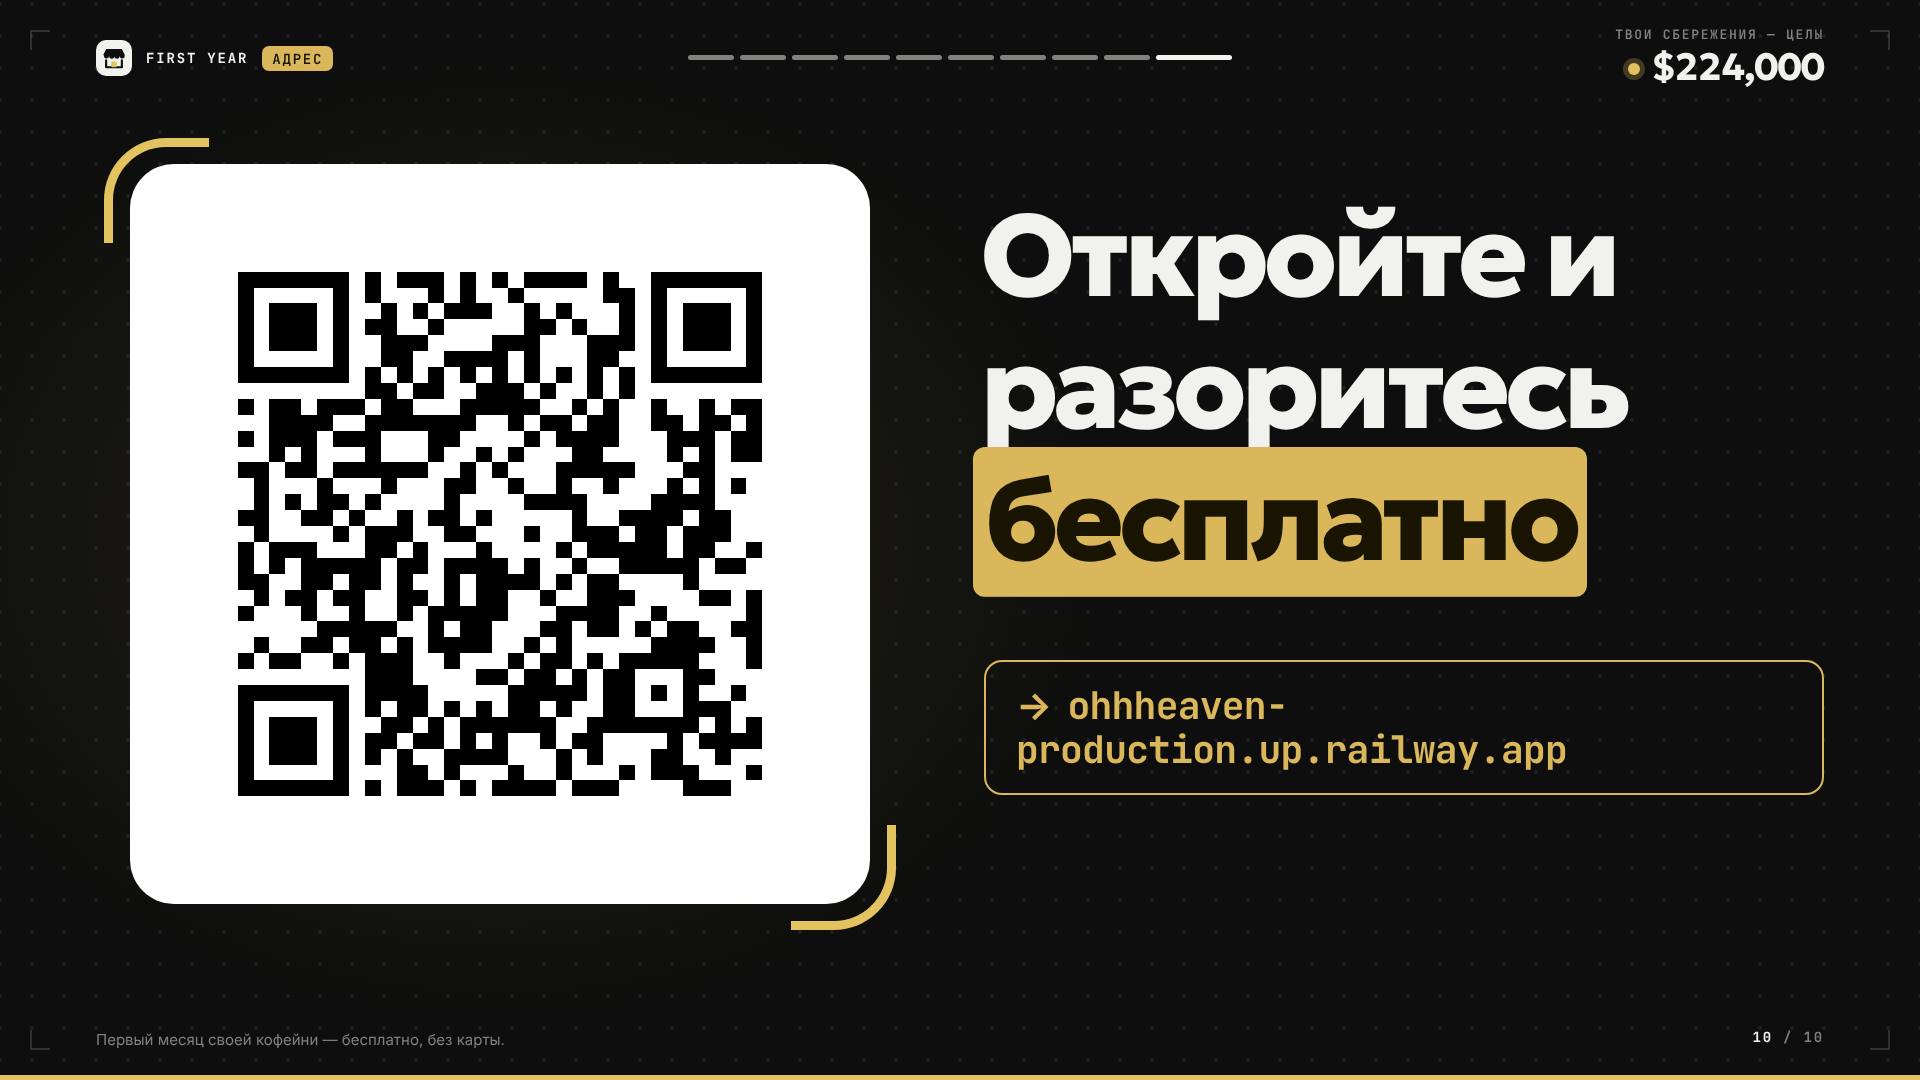 FIRST YEAR АДРЕС
ТВОИ СБЕРЕЖЕНИЯ — ЦЕЛЫ
$224,000
Откройте и
разоритесь
бесплатно
→ ohhheaven-
production.up.railway.app
Первый месяц своей кофейни — бесплатно, без карты.
10 / 10